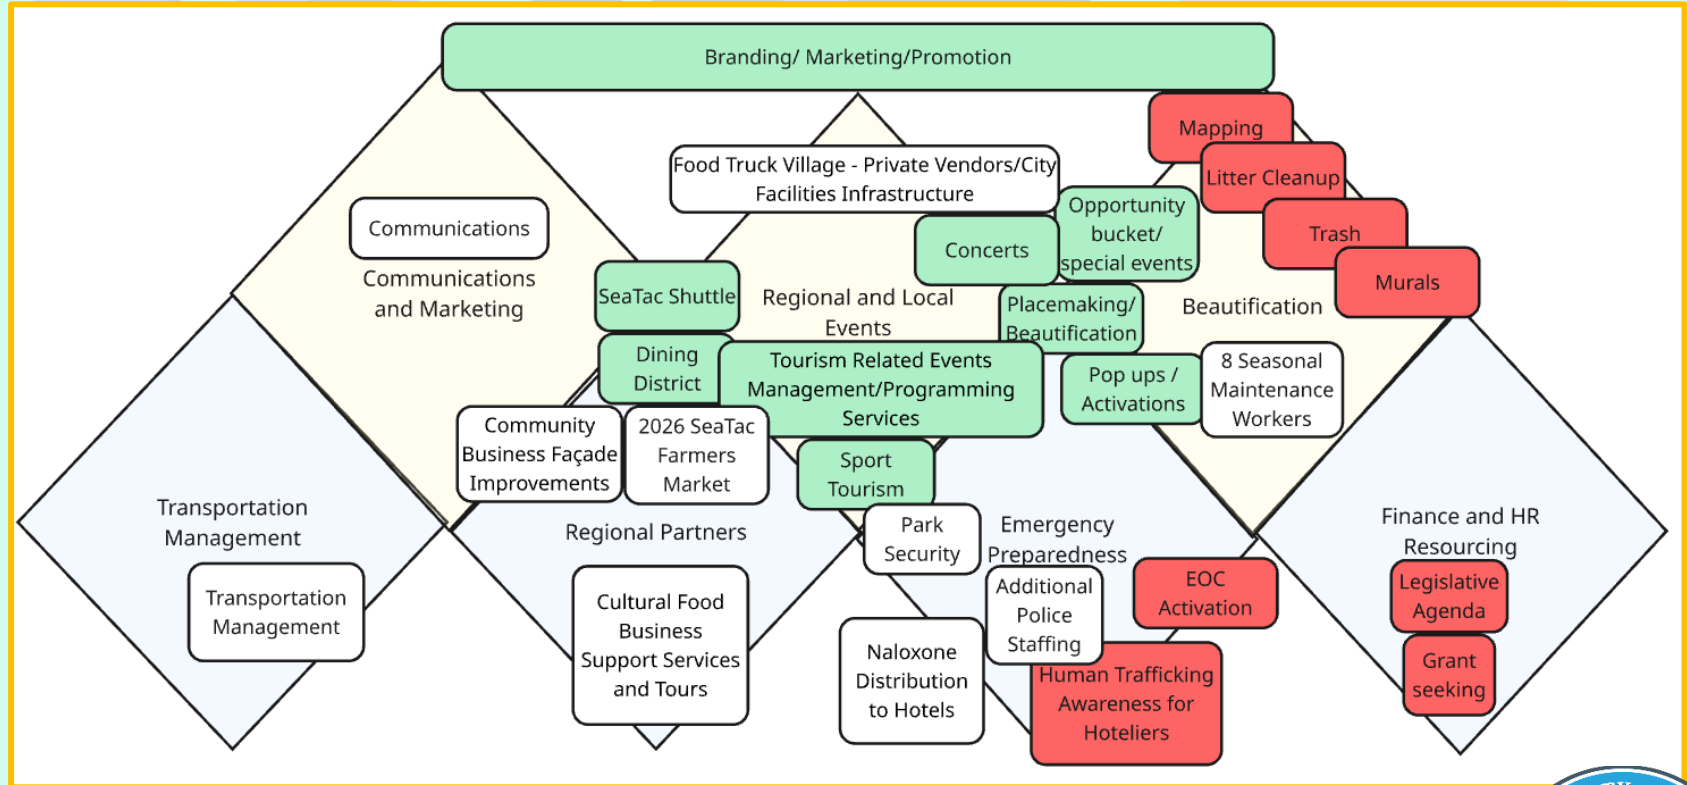 Branding/ Marketing/Promotion
Mapping
Litter Cleanup
Trash
Murals
Food Truck Village - Private Vendors/City
Facilities Infrastructure
Opportunity
bucket/
special events
Concerts
Communications
Communications
and Marketing
SeaTac Shuttle
Regional and Local
Events
Placemaking/
Beautification
Beautification
Dining
District
Tourism Related Events
Management/Programming
Services
Pop ups /
Activations
8 Seasonal
Maintenance
Workers
Community
Business Façade
Improvements
2026 SeaTac
Farmers
Market
Sport
Tourism
Park
Security
Transportation
Management
Transportation
Management
Regional Partners
Cultural Food
Business
Support Services
and Tours
Emergency
Preparedness
Additional
Police
Staffing
EOC
Activation
Naloxone
Distribution
to Hotels
Human Trafficking
Awareness for
Hoteliers
Finance and HR
Resourcing
Legislative
Agenda
Grant
seeking